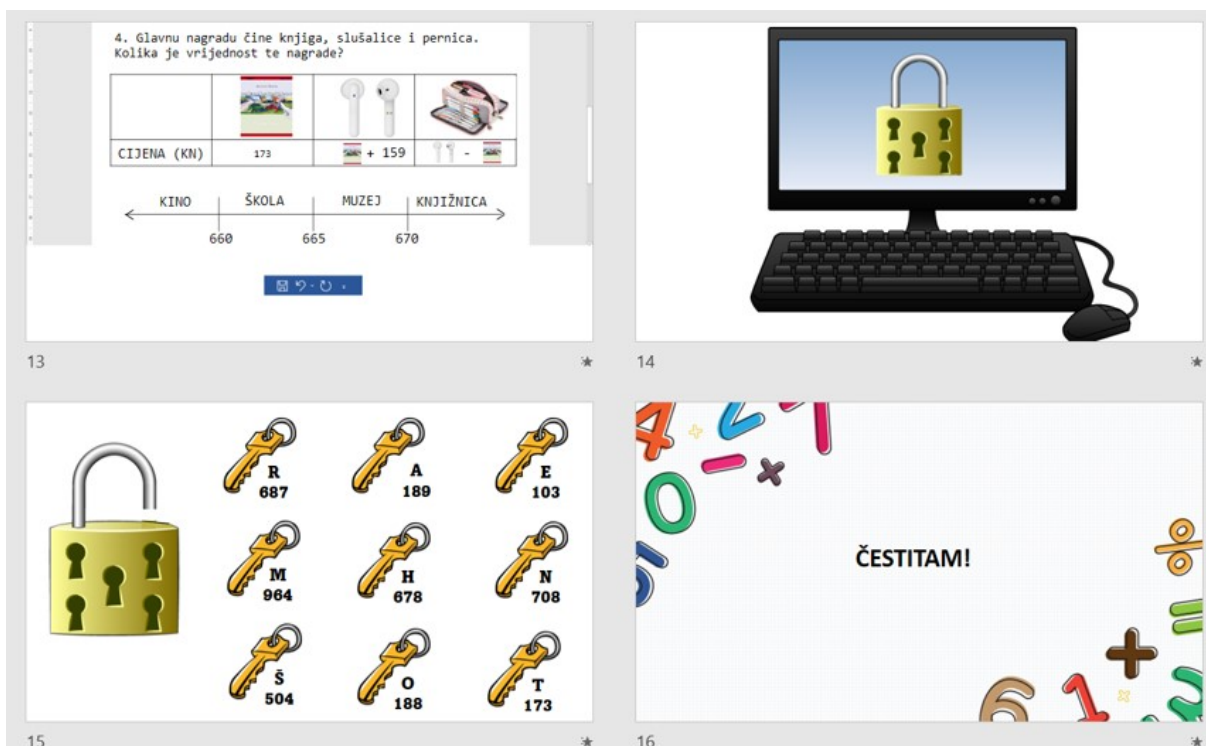 4. Glavnu nagradu čine knjiga, slušalice i pernica.
Kolika je vrijednost te nagrade?
CIJENA (KN) 173 + 159 -
KINO ŠKOLA MUZEJ KNJIŽNICA
660 665 670
13
14
R
687
A
189
E
103
M
964
H
678
N
708
Š
504
O
188
T
173
ČESTITAM!
15
16